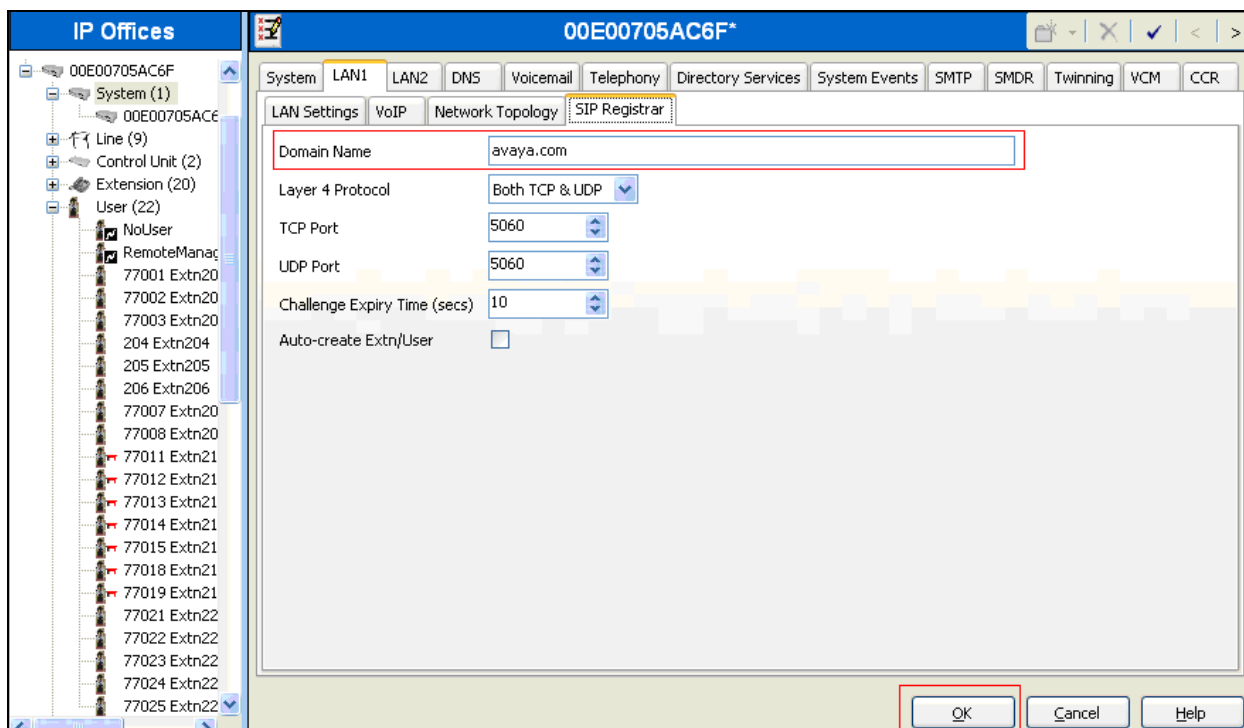 IP Offices
00E00705AC6F
System (1)
00E00705AC6
Line (9)
Control Unit (2)
Extension (20)
User (22)
NoUser
RemoteManag
77001 Extn20
77002 Extn20
77003 Extn20
204 Extn204
205 Extn205
206 Extn206
77007 Extn20
77008 Extn20
77011 Extn21
77012 Extn21
77013 Extn21
77014 Extn21
77015 Extn21
77018 Extn21
77019 Extn21
77021 Extn22
77022 Extn22
77023 Extn22
77024 Extn22
77025 Extn22
00E00705AC6F*
System LAN1 LAN2 DNS Voicemail Telephony Directory Services System Events SMTP SMDR Twinning VCM CCR
LAN Settings VoIP Network Topology SIP Registrar
Domain Name avaya.com
Layer 4 Protocol Both TCP & UDP
TCP Port 5060
UDP Port 5060
Challenge Expiry Time (secs) 10
Auto-create Extn/User
OK Cancel Help